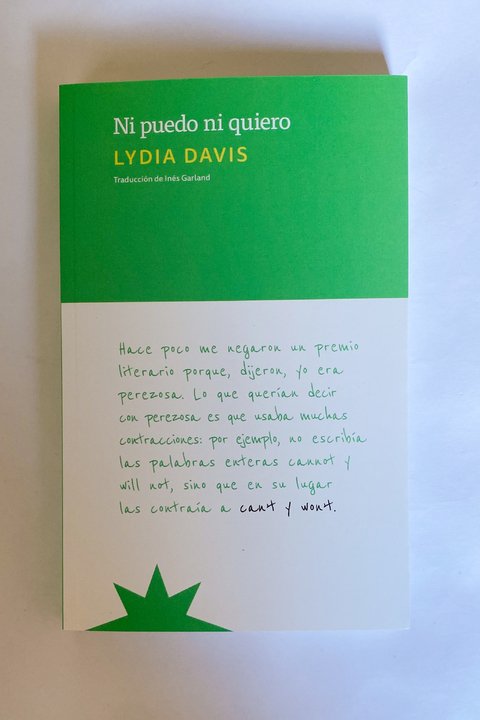 Ni puedo ni quiero
LYDIA DAVIS
Traducción de Inés Garland
Hace poco me negaron un premio
literario porque, dijeron, yo era
perezosa. Lo que querían decir
con perezosa es que usaba muchas
contracciones: por ejemplo, no escribía
las palabras enteras cannot y
will not, sino que en su lugar
las contraía a can't y won't.